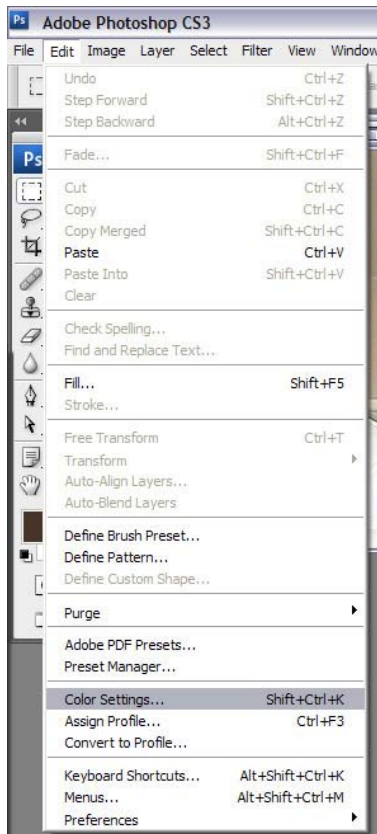 Ps Adobe Photoshop CS3
File Edit Image Layer Select Filter View Window
Ps
Undo Ctrl+Z
Step Forward Shift+Ctrl+Z
Step Backward Alt+Ctrl+Z
Fade... Shift+Ctrl+F
Cut Ctrl+X
Copy Ctrl+C
Copy Merged Shift+Ctrl+C
Paste Ctrl+V
Paste Into Shift+Ctrl+V
Clear
Check Spelling...
Find and Replace Text...
Fill... Shift+F5
Stroke...
Free Transform Ctrl+T
Transform
Auto-Align Layers...
Auto-Blend Layers
Define Brush Preset...
Define Pattern...
Define Custom Shape...
Purge
Adobe PDF Presets...
Preset Manager...
Color Settings... Shift+Ctrl+K
Assign Profile... Ctrl+F3
Convert to Profile...
Keyboard Shortcuts... Alt+Shift+Ctrl+K
Menus... Alt+Shift+Ctrl+M
Preferences